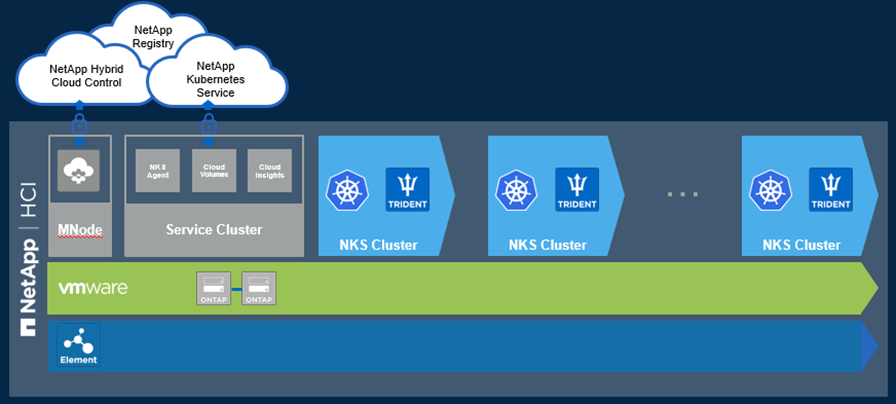 NetApp
Registry
NetApp Hybrid
Cloud Control
NetApp
Kubernetes
Service
NetApp | HCI
NKS
Agent
Cloud
Volumes
Cloud
Insights
MNode
Service Cluster
TRIDENT
NKS Cluster
TRIDENT
NKS Cluster
...
TRIDENT
NKS Cluster
vmware
ONTAP
ONTAP
Element